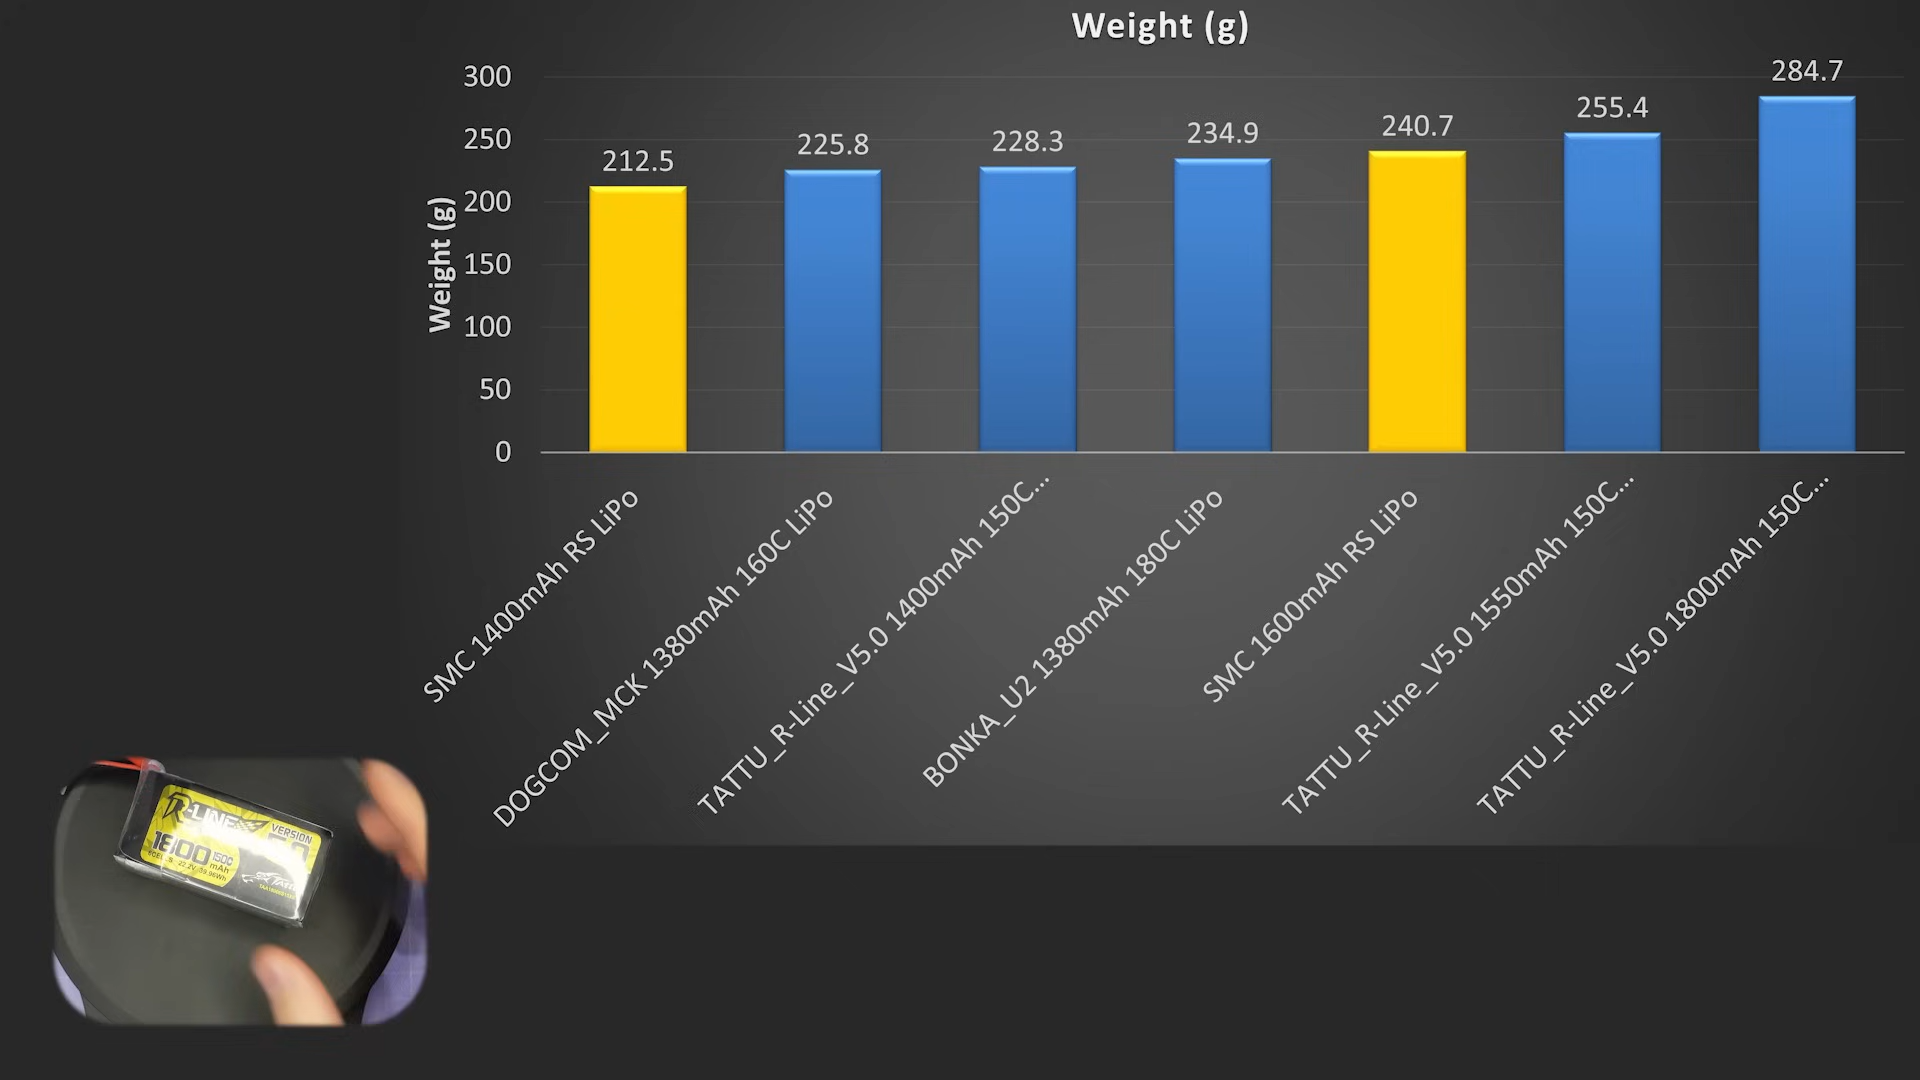 Weight (g)
300
250
200
150
100
50
0
Weight (g)
212.5
225.8
228.3
234.9
240.7
255.4
284.7
SMC 1400mAh RS LiPo
DOGCOM_MCK 1380mAh 160C LiPo
TATTU_R-Line_V5.0 1400mAh 150C...
BONKA_U2 1380mAh 180C LiPo
SMC 1600mAh RS LiPo
TATTU_R-Line_V5.0 1550mAh 150C...
TATTU_R-Line_V5.0 1800mAh 150C...
R-LINE
VERSION
1800 150C
mAh
22.2V